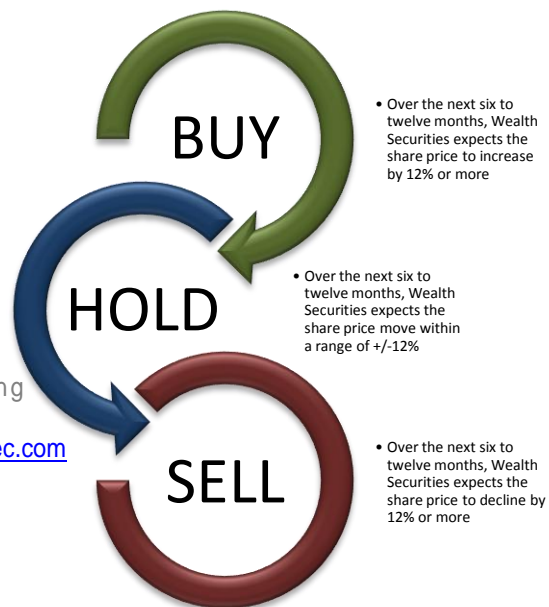 BUY
• Over the next six to
twelve months, Wealth
Securities expects the
share price to increase
by 12% or more
HOLD
• Over the next six to
twelve months, Wealth
Securities expects the
share price move within
a range of +/-12%
ng
ec.com
SELL
• Over the next six to
twelve months, Wealth
Securities expects the
share price to decline by
12% or more